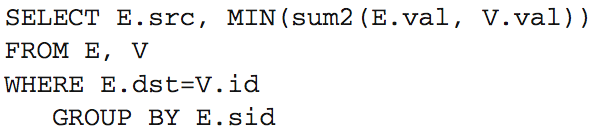 SELECT E.src, MIN(sum2(E.val, V.val))
FROM E, V
WHERE E.dst=V.id
GROUP BY E.sid